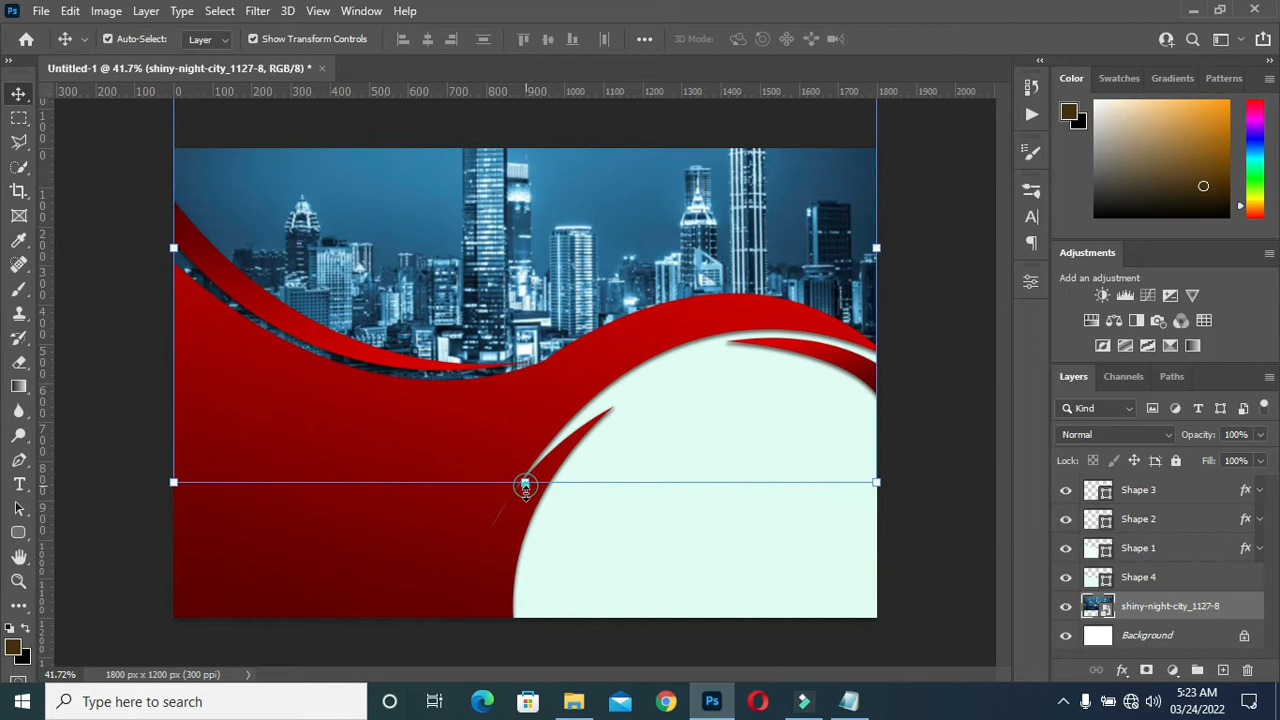 Ps File Edit Image Layer Type Select Filter 3D View Window Help
Auto-Select: Layer Show Transform Controls 3D Mode:
Untitled-1 @ 41.7% (shiny-night-city_1127-8, RGB/8) * ×
300 200 100 0 100 200 300 400 500 600 700 800 900 1000 1100 1200 1300 1400 1500 1600 1700 1800 1900 2000
Color Swatches Gradients Patterns
Adjustments
Add an adjustment
Layers Channels Paths
Kind
Normal Opacity: 100%
Lock: Fill: 100%
Shape 3 fx
Shape 2 fx
Shape 1 fx
Shape 4
shiny-night-city_1127-8
Background
41.72% 1800 px x 1200 px (300 ppi)
Type here to search
Ps
5:23 AM
03/24/2022